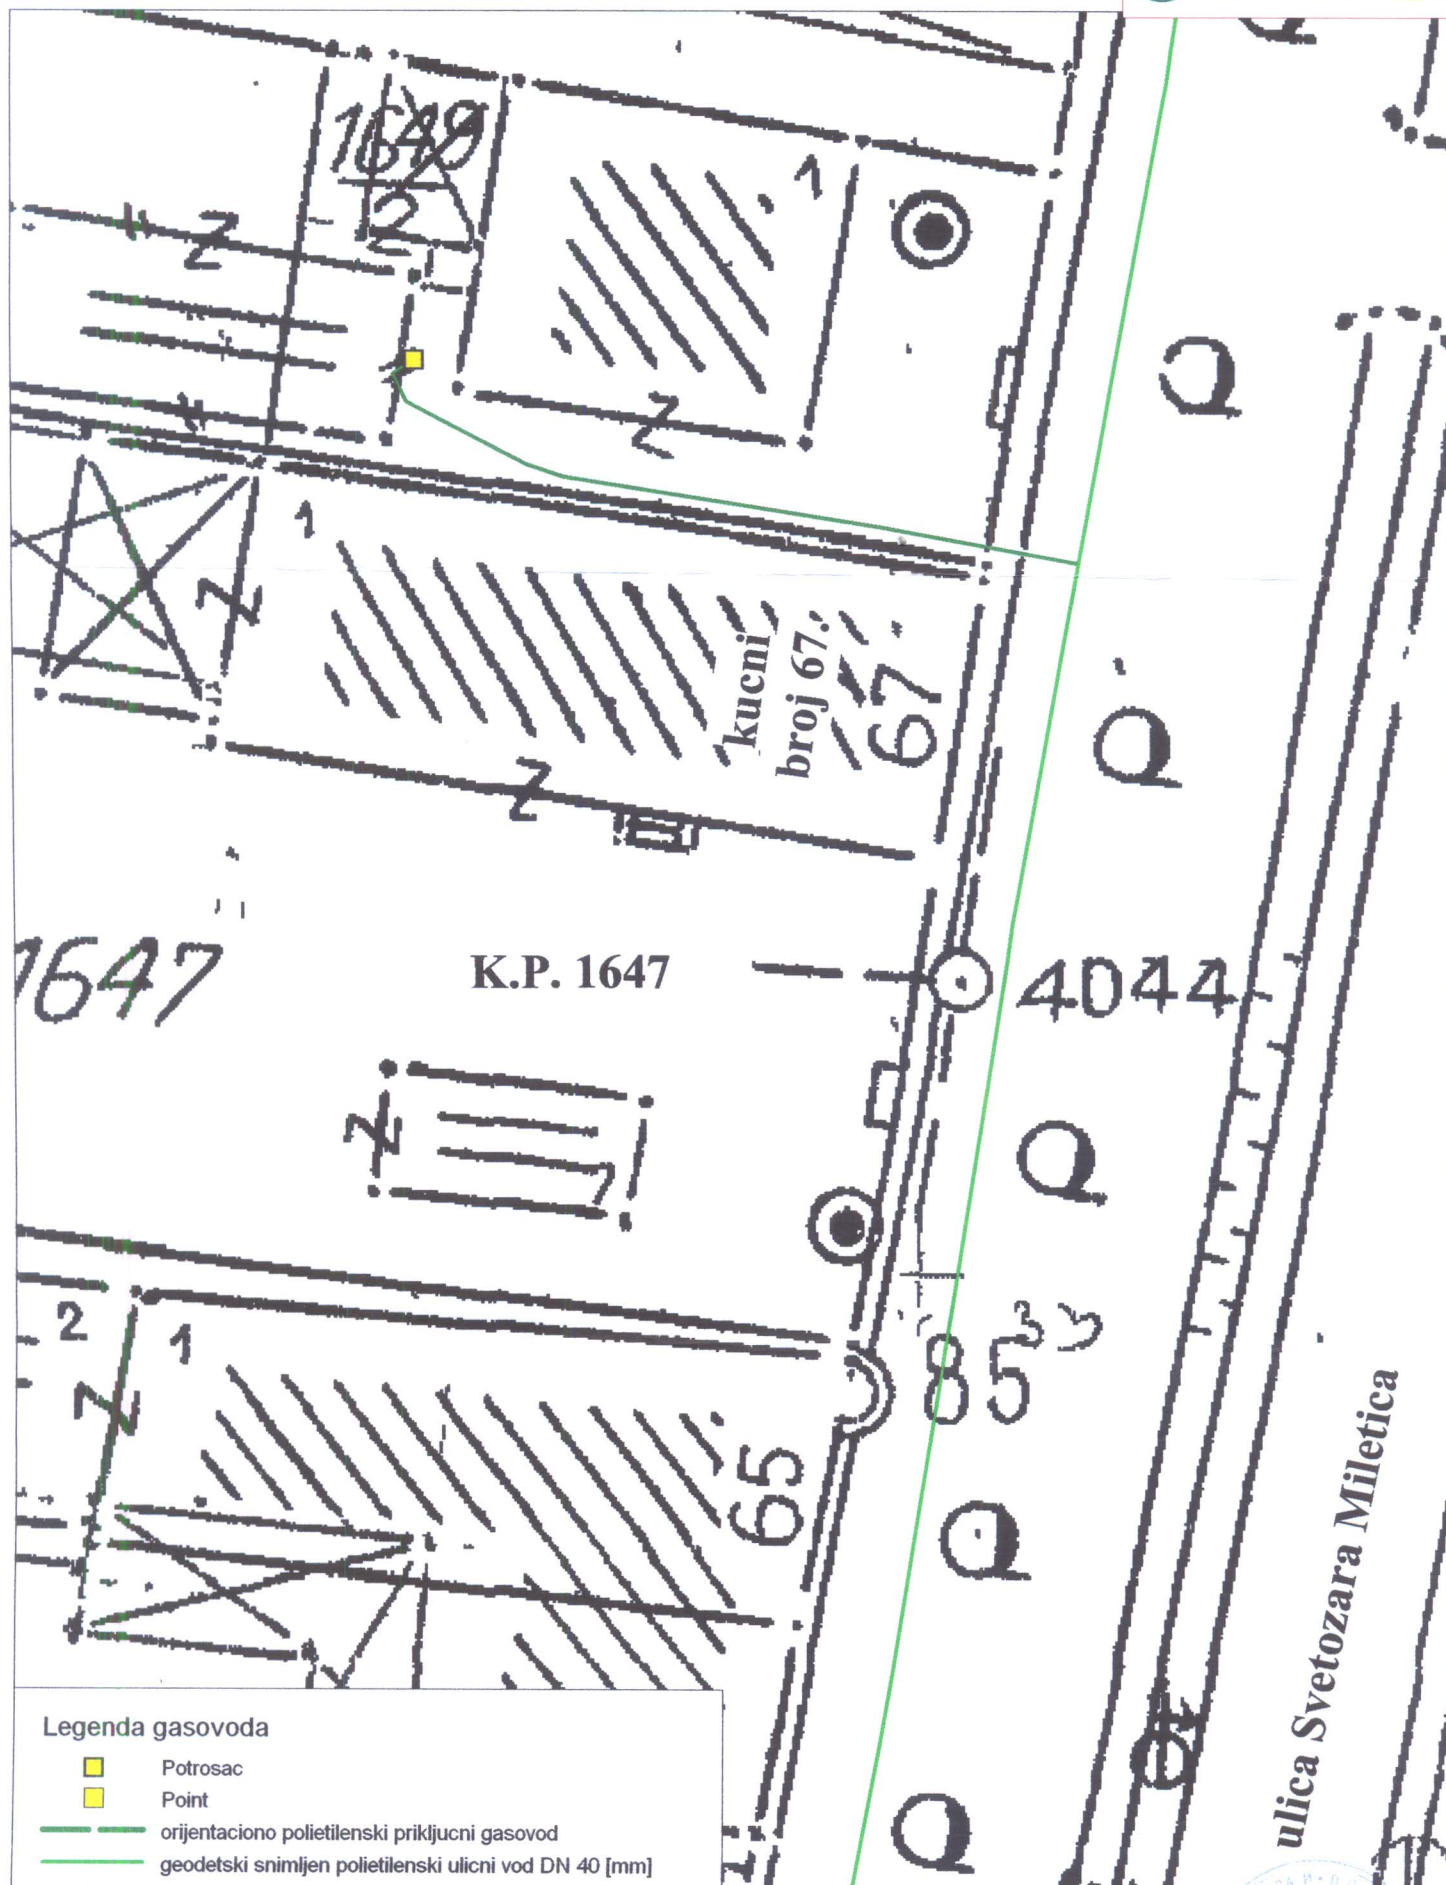 1649
2
Z
1
Z
1
Z
kucni
broj 67.
67
Z
1647
K.P. 1647
4044
Z
2
1
Z
85
33
65
ulica Svetozara Miletica
Legenda gasovoda
Potrosac
Point
orijentaciono polietilenski prikljucni gasovod
geodetski snimljen polietilenski ulicni vod DN 40 [mm]